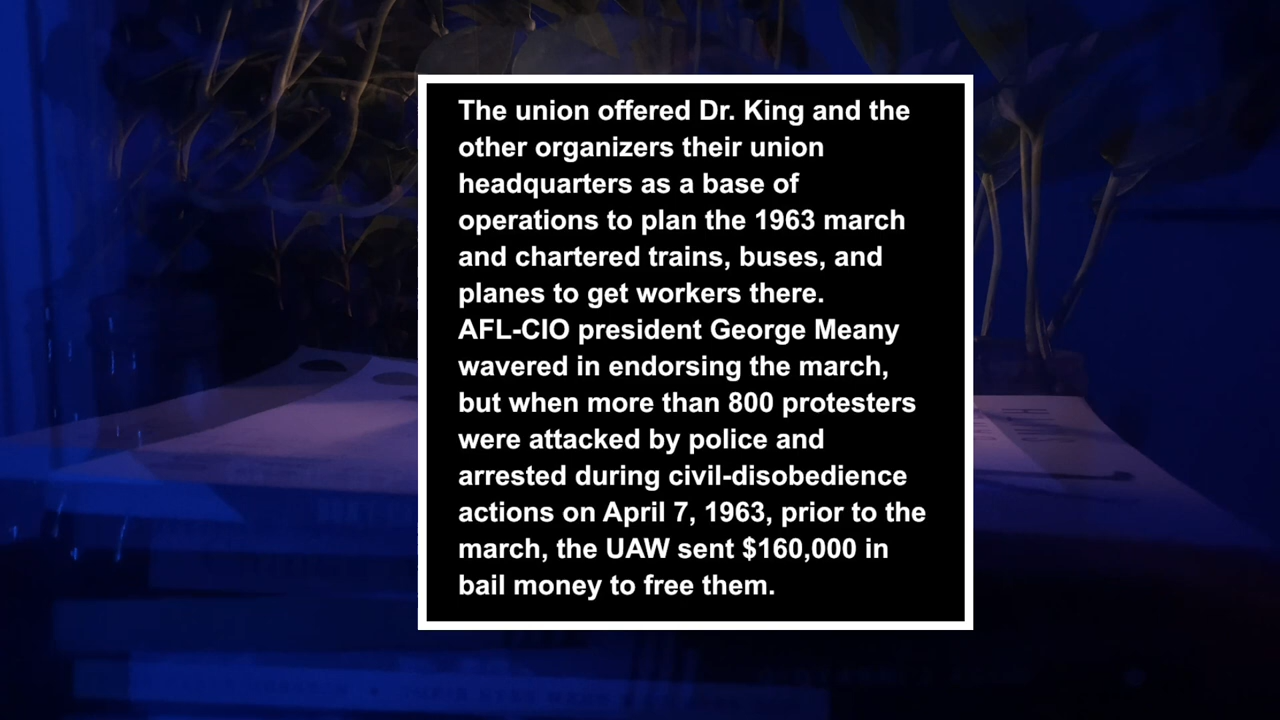 The union offered Dr. King and the
other organizers their union
headquarters as a base of
operations to plan the 1963 march
and chartered trains, buses, and
planes to get workers there.
AFL-CIO president George Meany
wavered in endorsing the march,
but when more than 800 protesters
were attacked by police and
arrested during civil-disobedience
actions on April 7, 1963, prior to the
march, the UAW sent $160,000 in
bail money to free them.